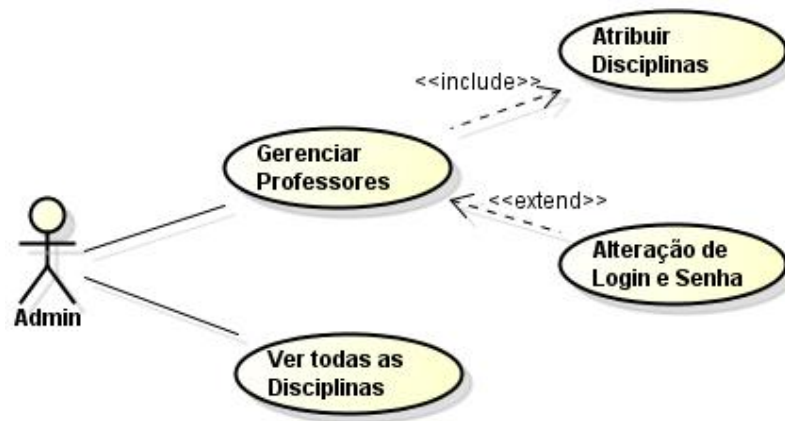 Atribuir
Disciplinas
<<include>>
Gerenciar
Professores
<<extend>>
Alteração de
Login e Senha
Admin
Ver todas as
Disciplinas